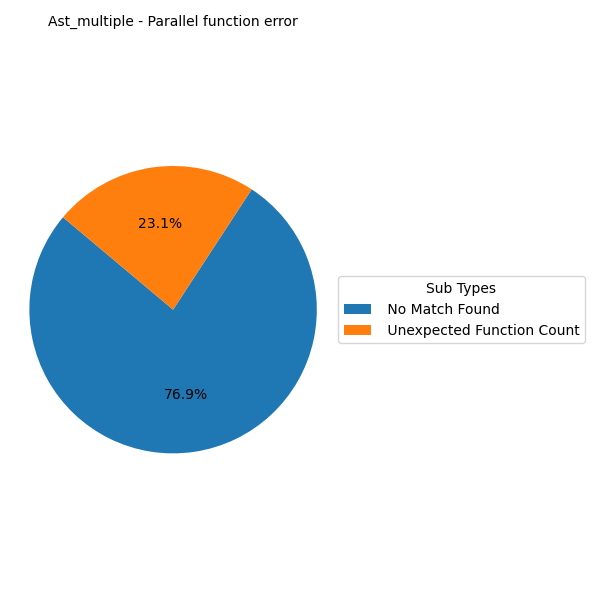 Ast_multiple - Parallel function error
23.1%
76.9%
Sub Types
No Match Found
Unexpected Function Count